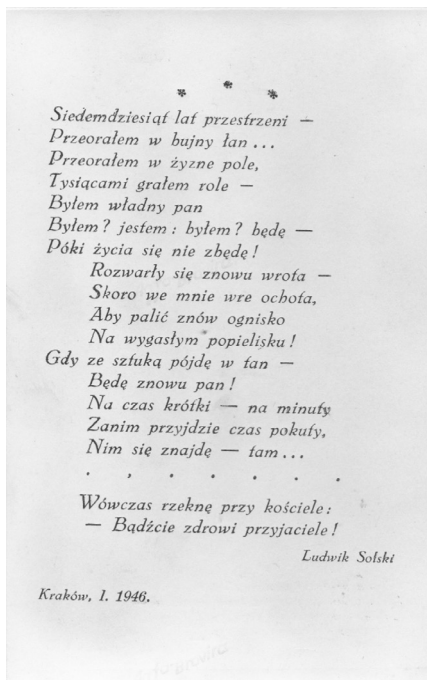 * * *
Siedemdziesiąt lat przestrzeni —
Przeorałem w bujny łan ...
Przeorałem w żyzne pole,
Tysiącami grałem role —
Byłem władny pan
Byłem? jestem: byłem? będę —
Póki życia się nie zbędę!
Rozwarły się znowu wrota —
Skoro we mnie wre ochota,
Aby palić znów ognisko
Na wygasłym popielisku!
Gdy ze sztuką pójdę w tan —
Będę znowu pan!
Na czas krótki — na minuty
Zanim przyjdzie czas pokuty,
Nim się znajdę — tam...
. , . . . . .
Wówczas rzeknę przy kościele:
— Bądźcie zdrowi przyjaciele!
Ludwik Solski
Kraków, I. 1946.